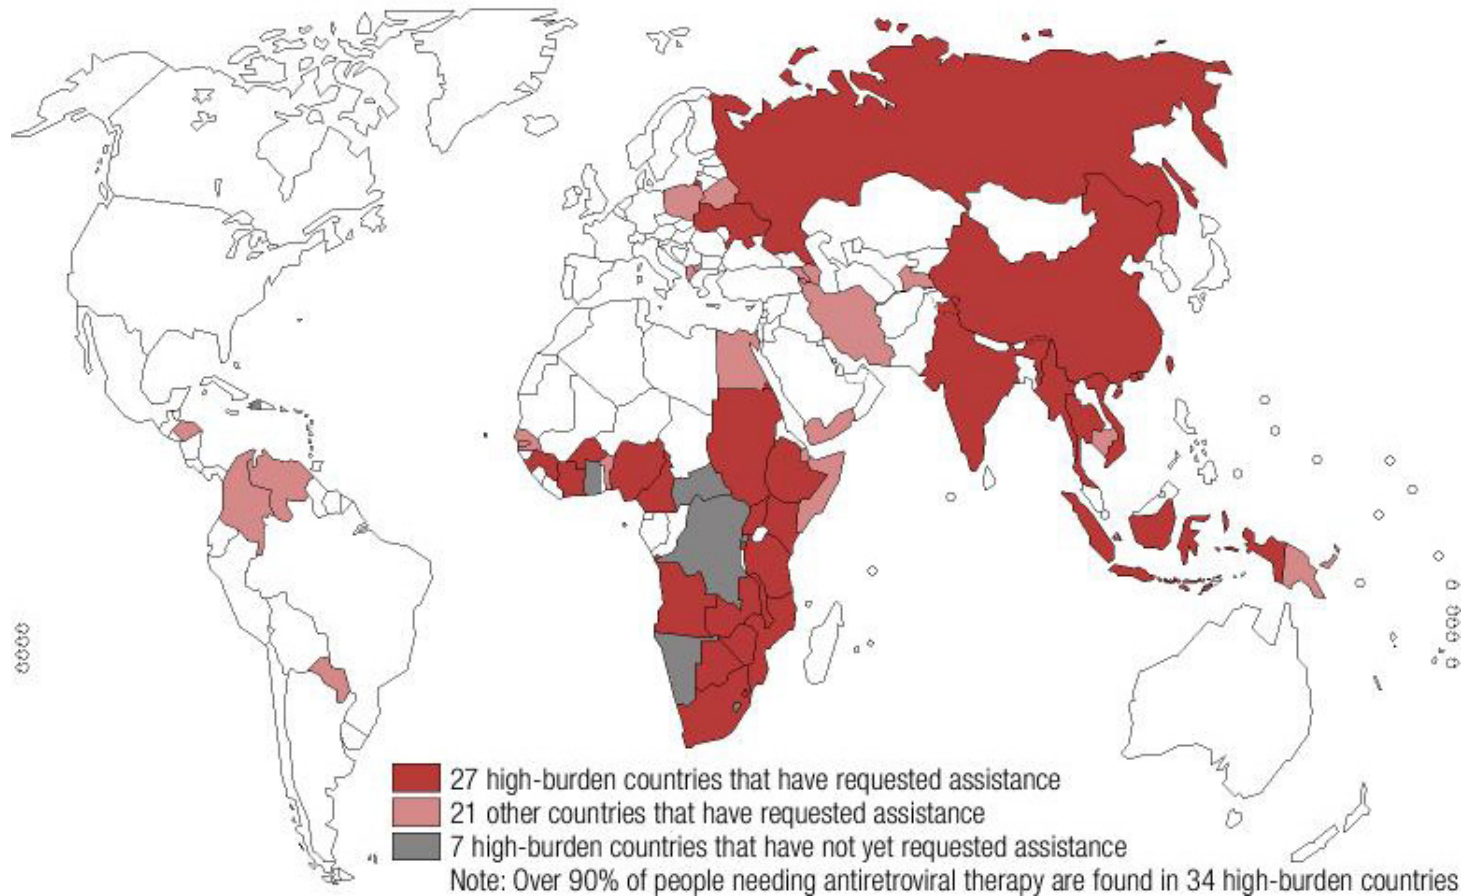 27 high-burden countries that have requested assistance
21 other countries that have requested assistance
7 high-burden countries that have not yet requested assistance
Note: Over 90% of people needing antiretroviral therapy are found in 34 high-burden countries